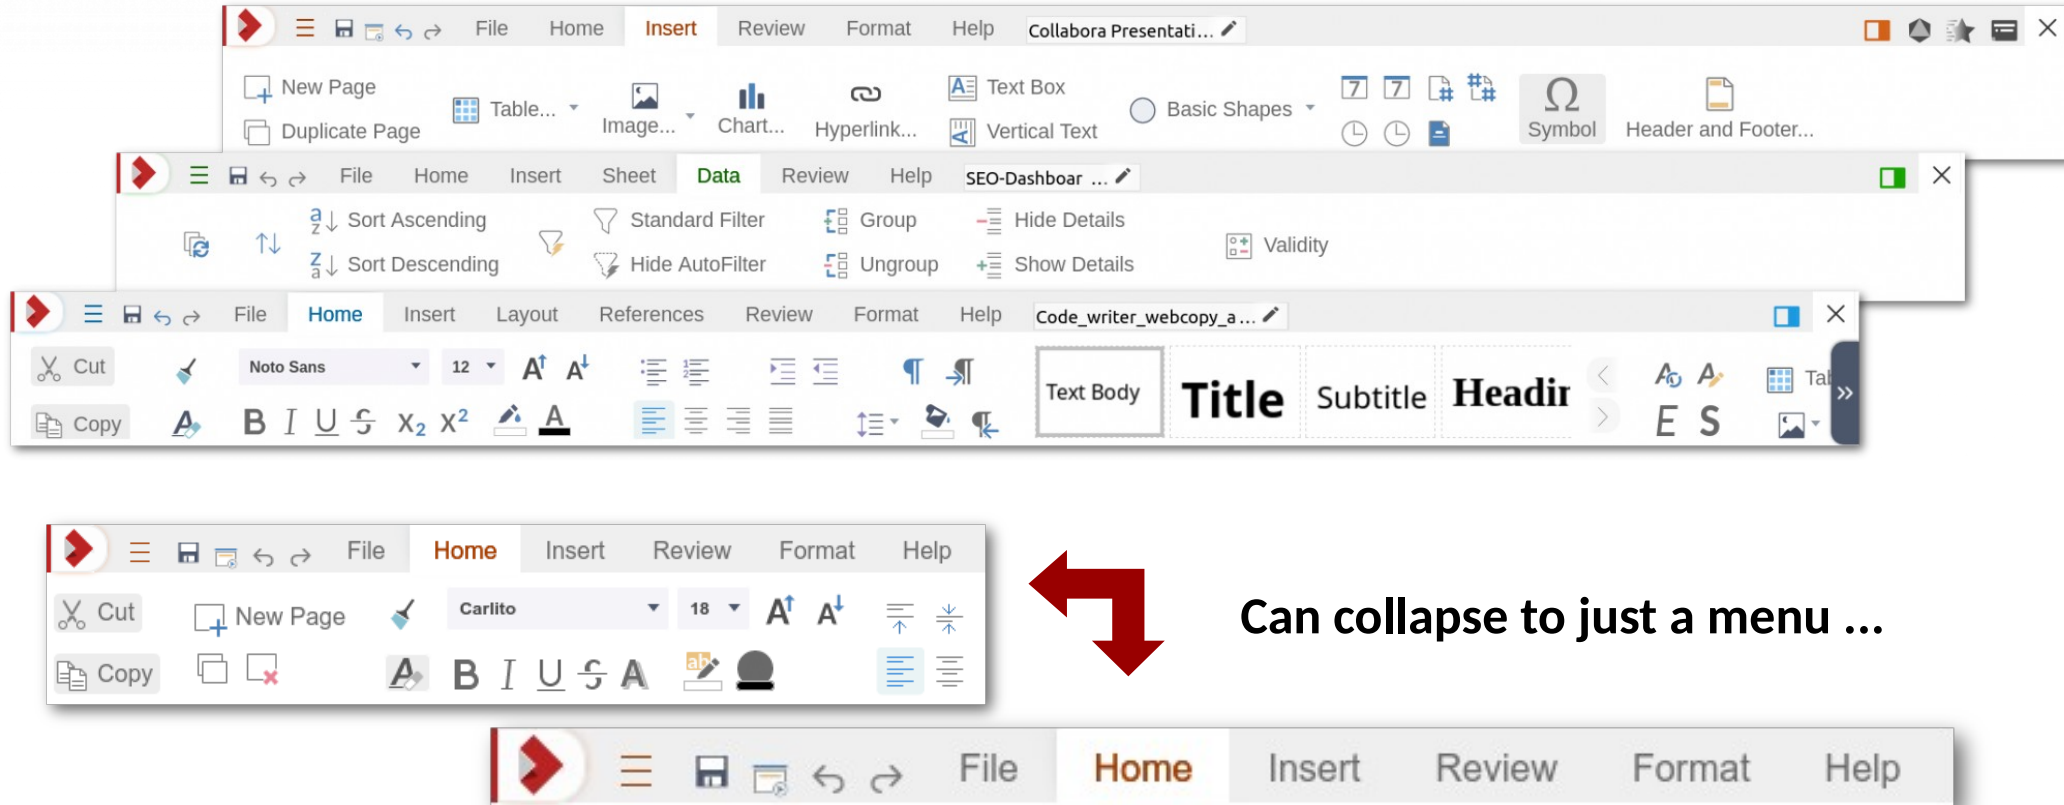 File Home Insert Review Format Help Collabora Presentati...
New Page Table... Image... Chart... Hyperlink... Text Box Basic Shapes 7 7 Symbol Header and Footer...
Duplicate Page Vertical Text
File Home Insert Sheet Data Review Help SEO-Dashboar ...
Sort Ascending Standard Filter Group Hide Details Validity
Sort Descending Hide AutoFilter Ungroup Show Details
File Home Insert Layout References Review Format Help Code_writer_webcopy_a...
Cut Noto Sans 12 Text Body Title Subtitle Headir Tab
Copy
File Home Insert Review Format Help
Cut New Page Carlito 18
Copy
Can collapse to just a menu ...
File Home Insert Review Format Help